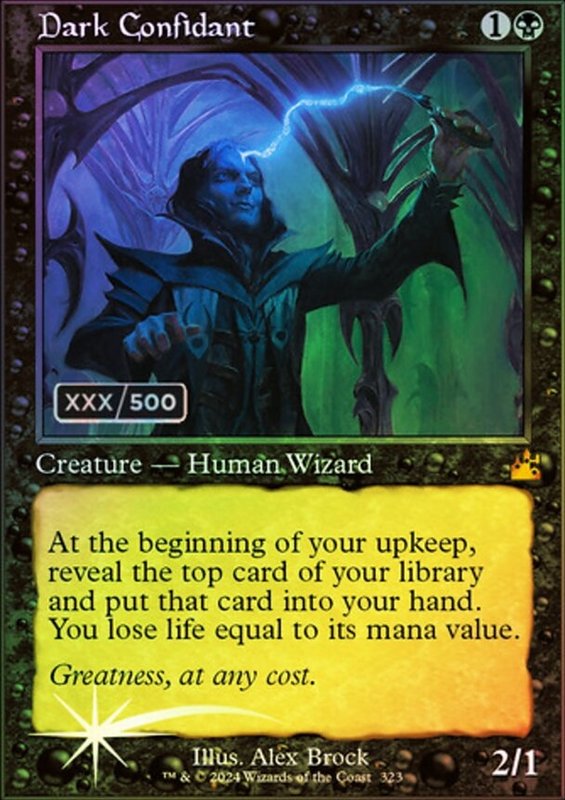 Dark Confidant 1
XXX/500
Creature — Human Wizard
At the beginning of your upkeep,
reveal the top card of your library
and put that card into your hand.
You lose life equal to its mana value.
Greatness, at any cost.
Illus. Alex Brock
™ & © 2024 Wizards of the Coast 323
2/1